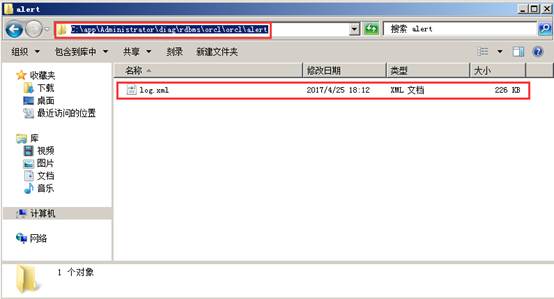 alert
C:\app\Administrator\diag\rdbms\orcl\orcl\alert
搜索 alert
组织 包含到库中 共享 刻录 新建文件夹
名称 修改日期 类型 大小
log.xml 2017/4/25 18:12 XML 文档 226 KB
收藏夹
下载
桌面
最近访问的位置
库
视频
图片
文档
音乐
计算机
网络
1 个对象